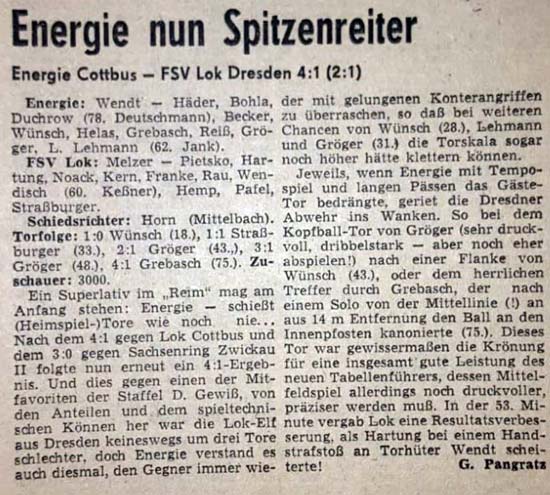 Energie nun Spitzenreiter
Energie Cottbus — FSV Lok Dresden 4:1 (2:1)
Energie: Wendt — Häder, Bohla,
Duchrow (78. Deutschmann), Becker,
Wünsch, Helas, Grebasch, Reiß, Grö-
ger, L. Lehmann (62. Jank).
FSV Lok: Melzer — Pietsko, Har-
tung, Noack, Kern, Franke, Rau, Wen-
disch (60. Keßner), Hemp, Pafel,
Straßburger.
Schiedsrichter: Horn (Mittelbach).
Torfolge: 1:0 Wünsch (18.), 1:1 Straß-
burger (33.), 2:1 Gröger (43.,), 3:1
Gröger (48.), 4:1 Grebasch (75.). Zu-
schauer: 3000.
Ein Superlativ im „Reim" mag am
Anfang stehen: Energie — schießt
(Heimspiel-)Tore wie noch nie...
Nach dem 4:1 gegen Lok Cottbus und
dem 3:0 gegen Sachsenring Zwickau
II folgte nun erneut ein 4:1-Ergeb-
nis. Und dies gegen einen der Mit-
favoriten der Staffel D. Gewiß, von
den Anteilen und dem spieltechni-
schen Können her war die Lok-Elf
aus Dresden keineswegs um drei Tore
schlechter, doch Energie verstand es
auch diesmal, den Gegner immer wie-
der mit gelungenen Konterangriffen
zu überraschen, so daß bei weiteren
Chancen von Wünsch (28.), Lehmann
und Gröger (31.) die Torskala sogar
noch höher hätte klettern können.
Jeweils, wenn Energie mit Tempo-
spiel und langen Pässen das Gäste-
Tor bedrängte, geriet die Dresdner
Abwehr ins Wanken. So bei dem
Kopfball-Tor von Gröger (sehr druck-
voll, dribbelstark — aber noch eher
abspielen!) nach einer Flanke von
Wünsch (43.), oder dem herrlichen
Treffer durch Grebasch, der nach
einem Solo von der Mittellinie (!) an
aus 14 m Entfernung den Ball an den
Innenpfosten kanonierte (75.). Dieses
Tor war gewissermaßen die Krönung
für eine insgesamt gute Leistung des
neuen Tabellenführers, dessen Mittel-
feldspiel allerdings noch druckvoller,
präziser werden muß. In der 53. Mi-
nute vergab Lok eine Resultatsverbes-
serung, als Hartung bei einem Hand-
strafstoß an Torhüter Wendt schei-
terte! G. Pangratz